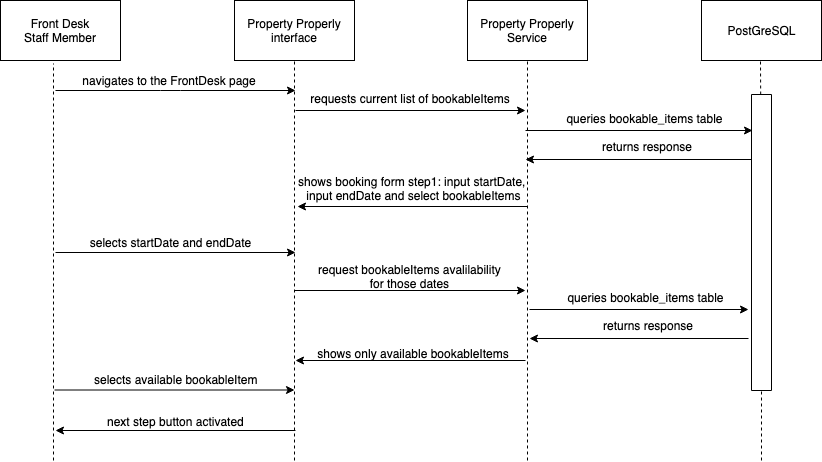 Front Desk
Staff Member
Property Properly
interface
Property Properly
Service
PostGreSQL
navigates to the FrontDesk page
requests current list of bookableItems
queries bookable_items table
returns response
shows booking form step1: input startDate,
input endDate and select bookableItems
selects startDate and endDate
request bookableItems availilability
for those dates
queries bookable_items table
returns response
shows only available bookableItems
selects available bookableItem
next step button activated